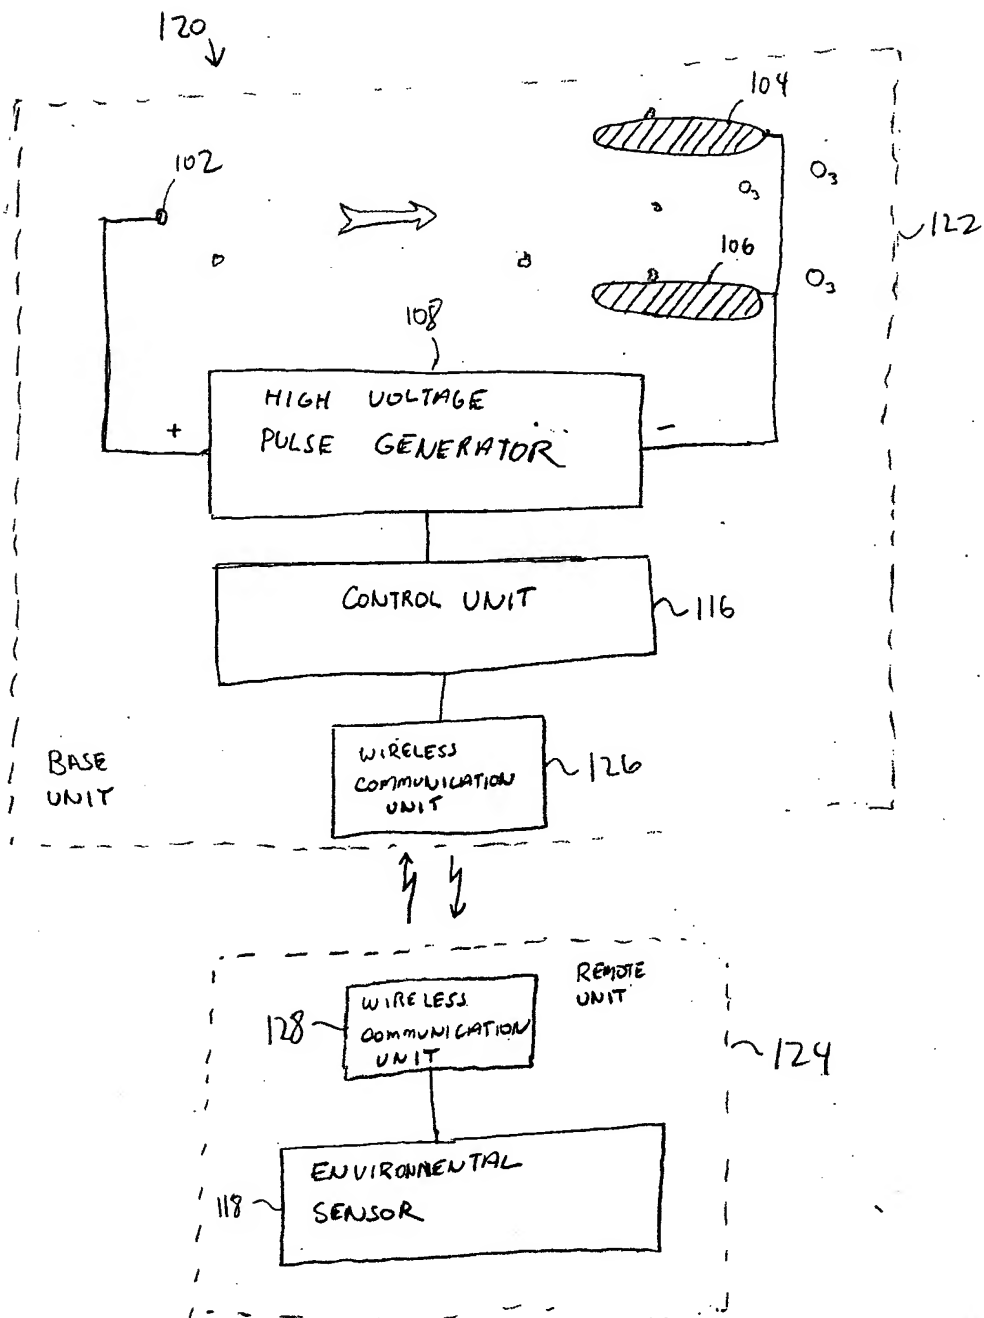 120
104
102
O3
O3
122
106
O3
108
HIGH VOLTAGE
PULSE GENERATOR
+
-
CONTROL UNIT
116
BASE
UNIT
WIRELESS
COMMUNICATION
UNIT
126
REMOTE
UNIT
WIRELESS
COMMUNICATION
UNIT
128
124
ENVIRONMENTAL
SENSOR
118